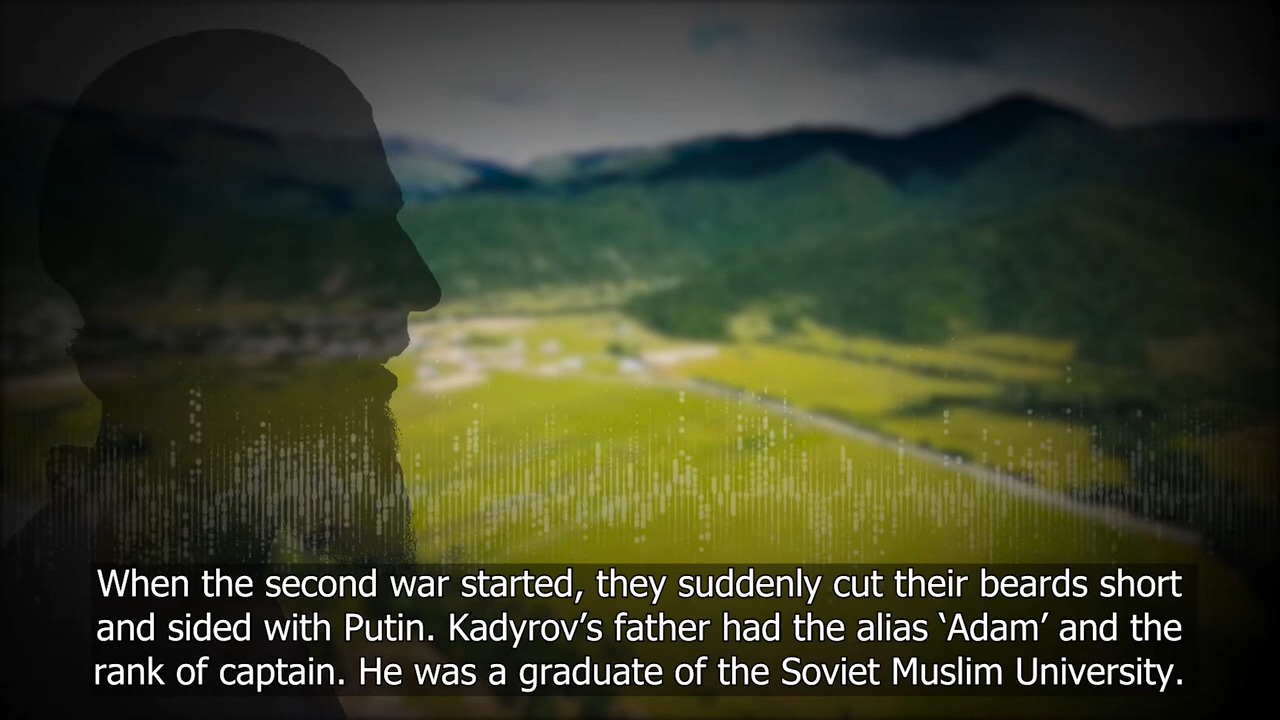 When the second war started, they suddenly cut their beards short
and sided with Putin. Kadyrov’s father had the alias ‘Adam’ and the
rank of captain. He was a graduate of the Soviet Muslim University.